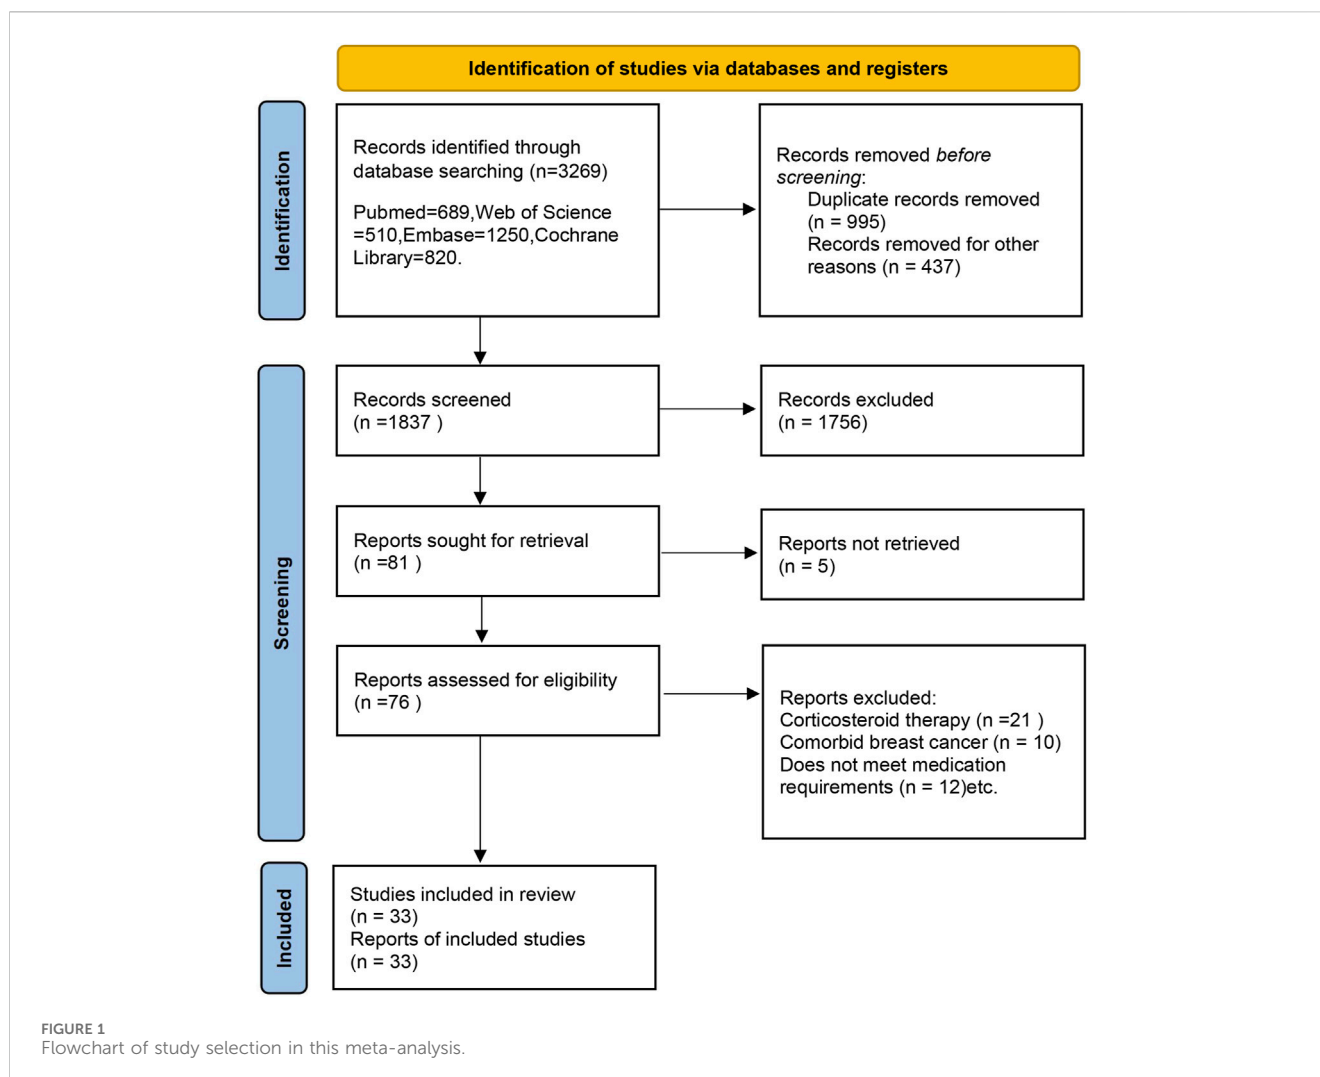 Identification of studies via databases and registers
Identification
Records identified through
database searching (n=3269)
Pubmed=689,Web of Science
=510,Embase=1250,Cochrane
Library=820.
Records removed before
screening:
Duplicate records removed
(n = 995)
Records removed for other
reasons (n = 437)
Screening
Records screened
(n =1837 )
Records excluded
(n = 1756)
Reports sought for retrieval
(n =81 )
Reports not retrieved
(n = 5)
Reports assessed for eligibility
(n =76 )
Reports excluded:
Corticosteroid therapy (n =21 )
Comorbid breast cancer (n = 10)
Does not meet medication
requirements (n = 12)etc.
Included
Studies included in review
(n = 33)
Reports of included studies
(n = 33)
FIGURE 1
Flowchart of study selection in this meta-analysis.